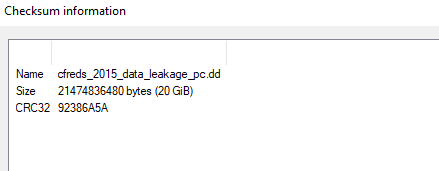 Checksum information
Name cfreds_2015_data_leakage_pc.dd
Size 21474836480 bytes (20 GiB)
CRC32 92386A5A